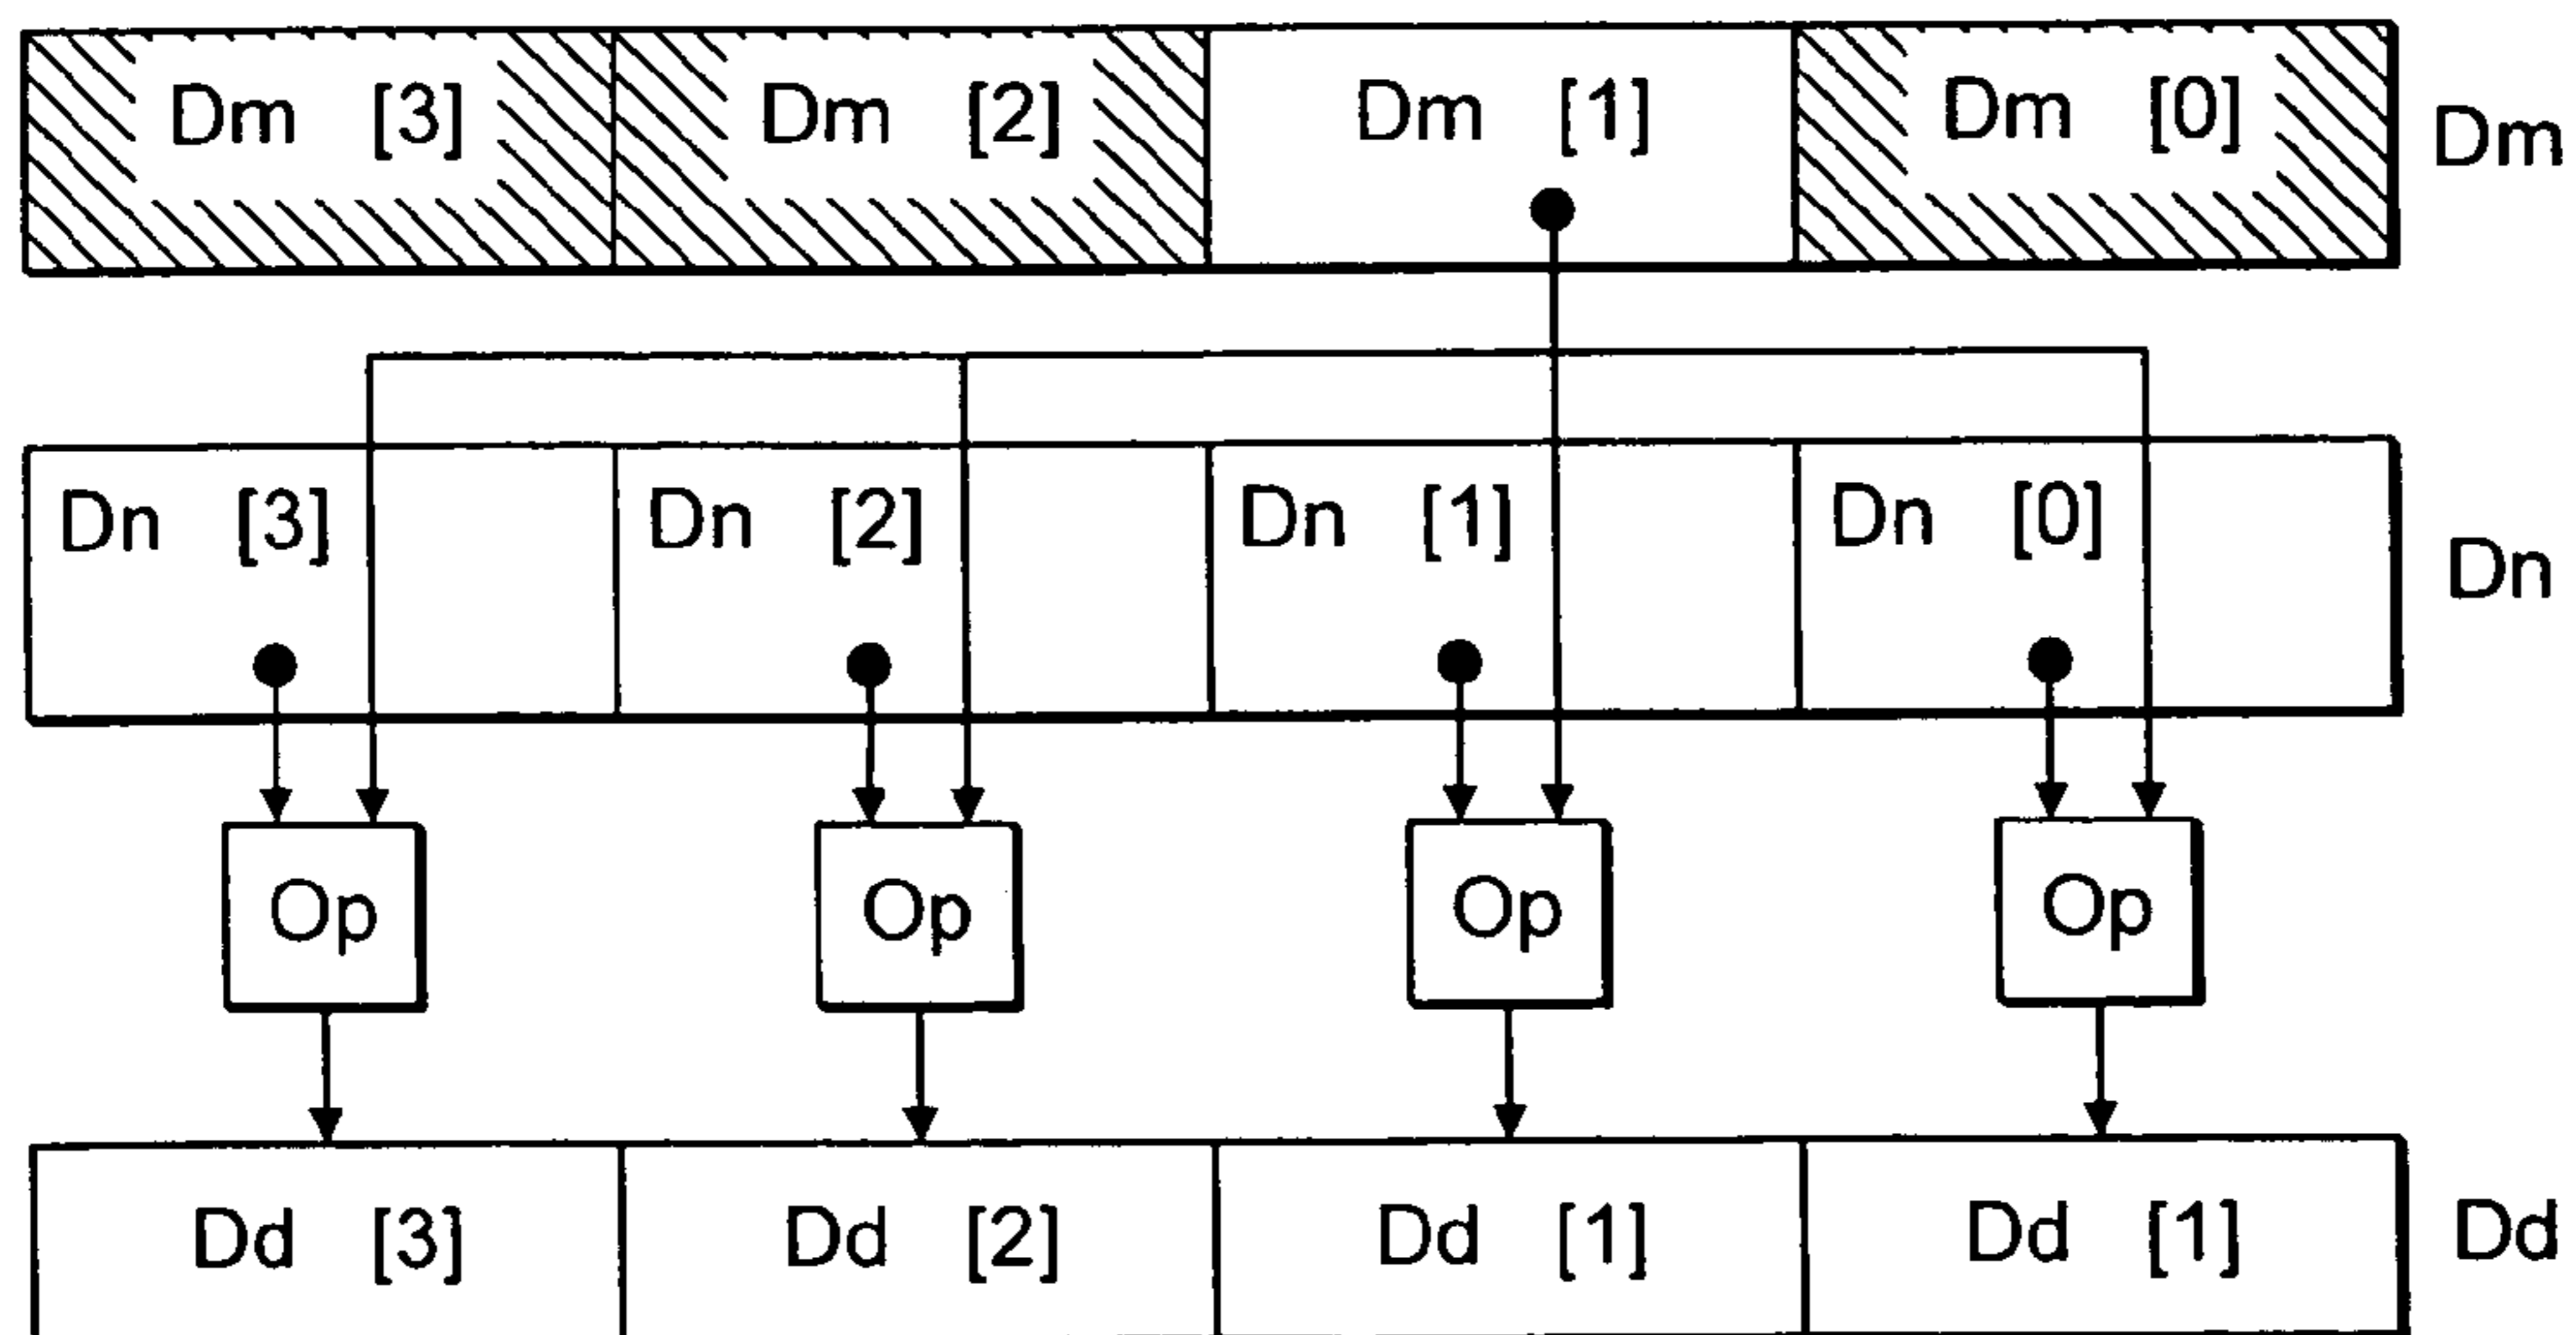 Dm [3] Dm [2] Dm [1] Dm [0] Dm
Dn [3] Dn [2] Dn [1] Dn [0] Dn
Op Op Op Op
Dd [3] Dd [2] Dd [1] Dd [1] Dd